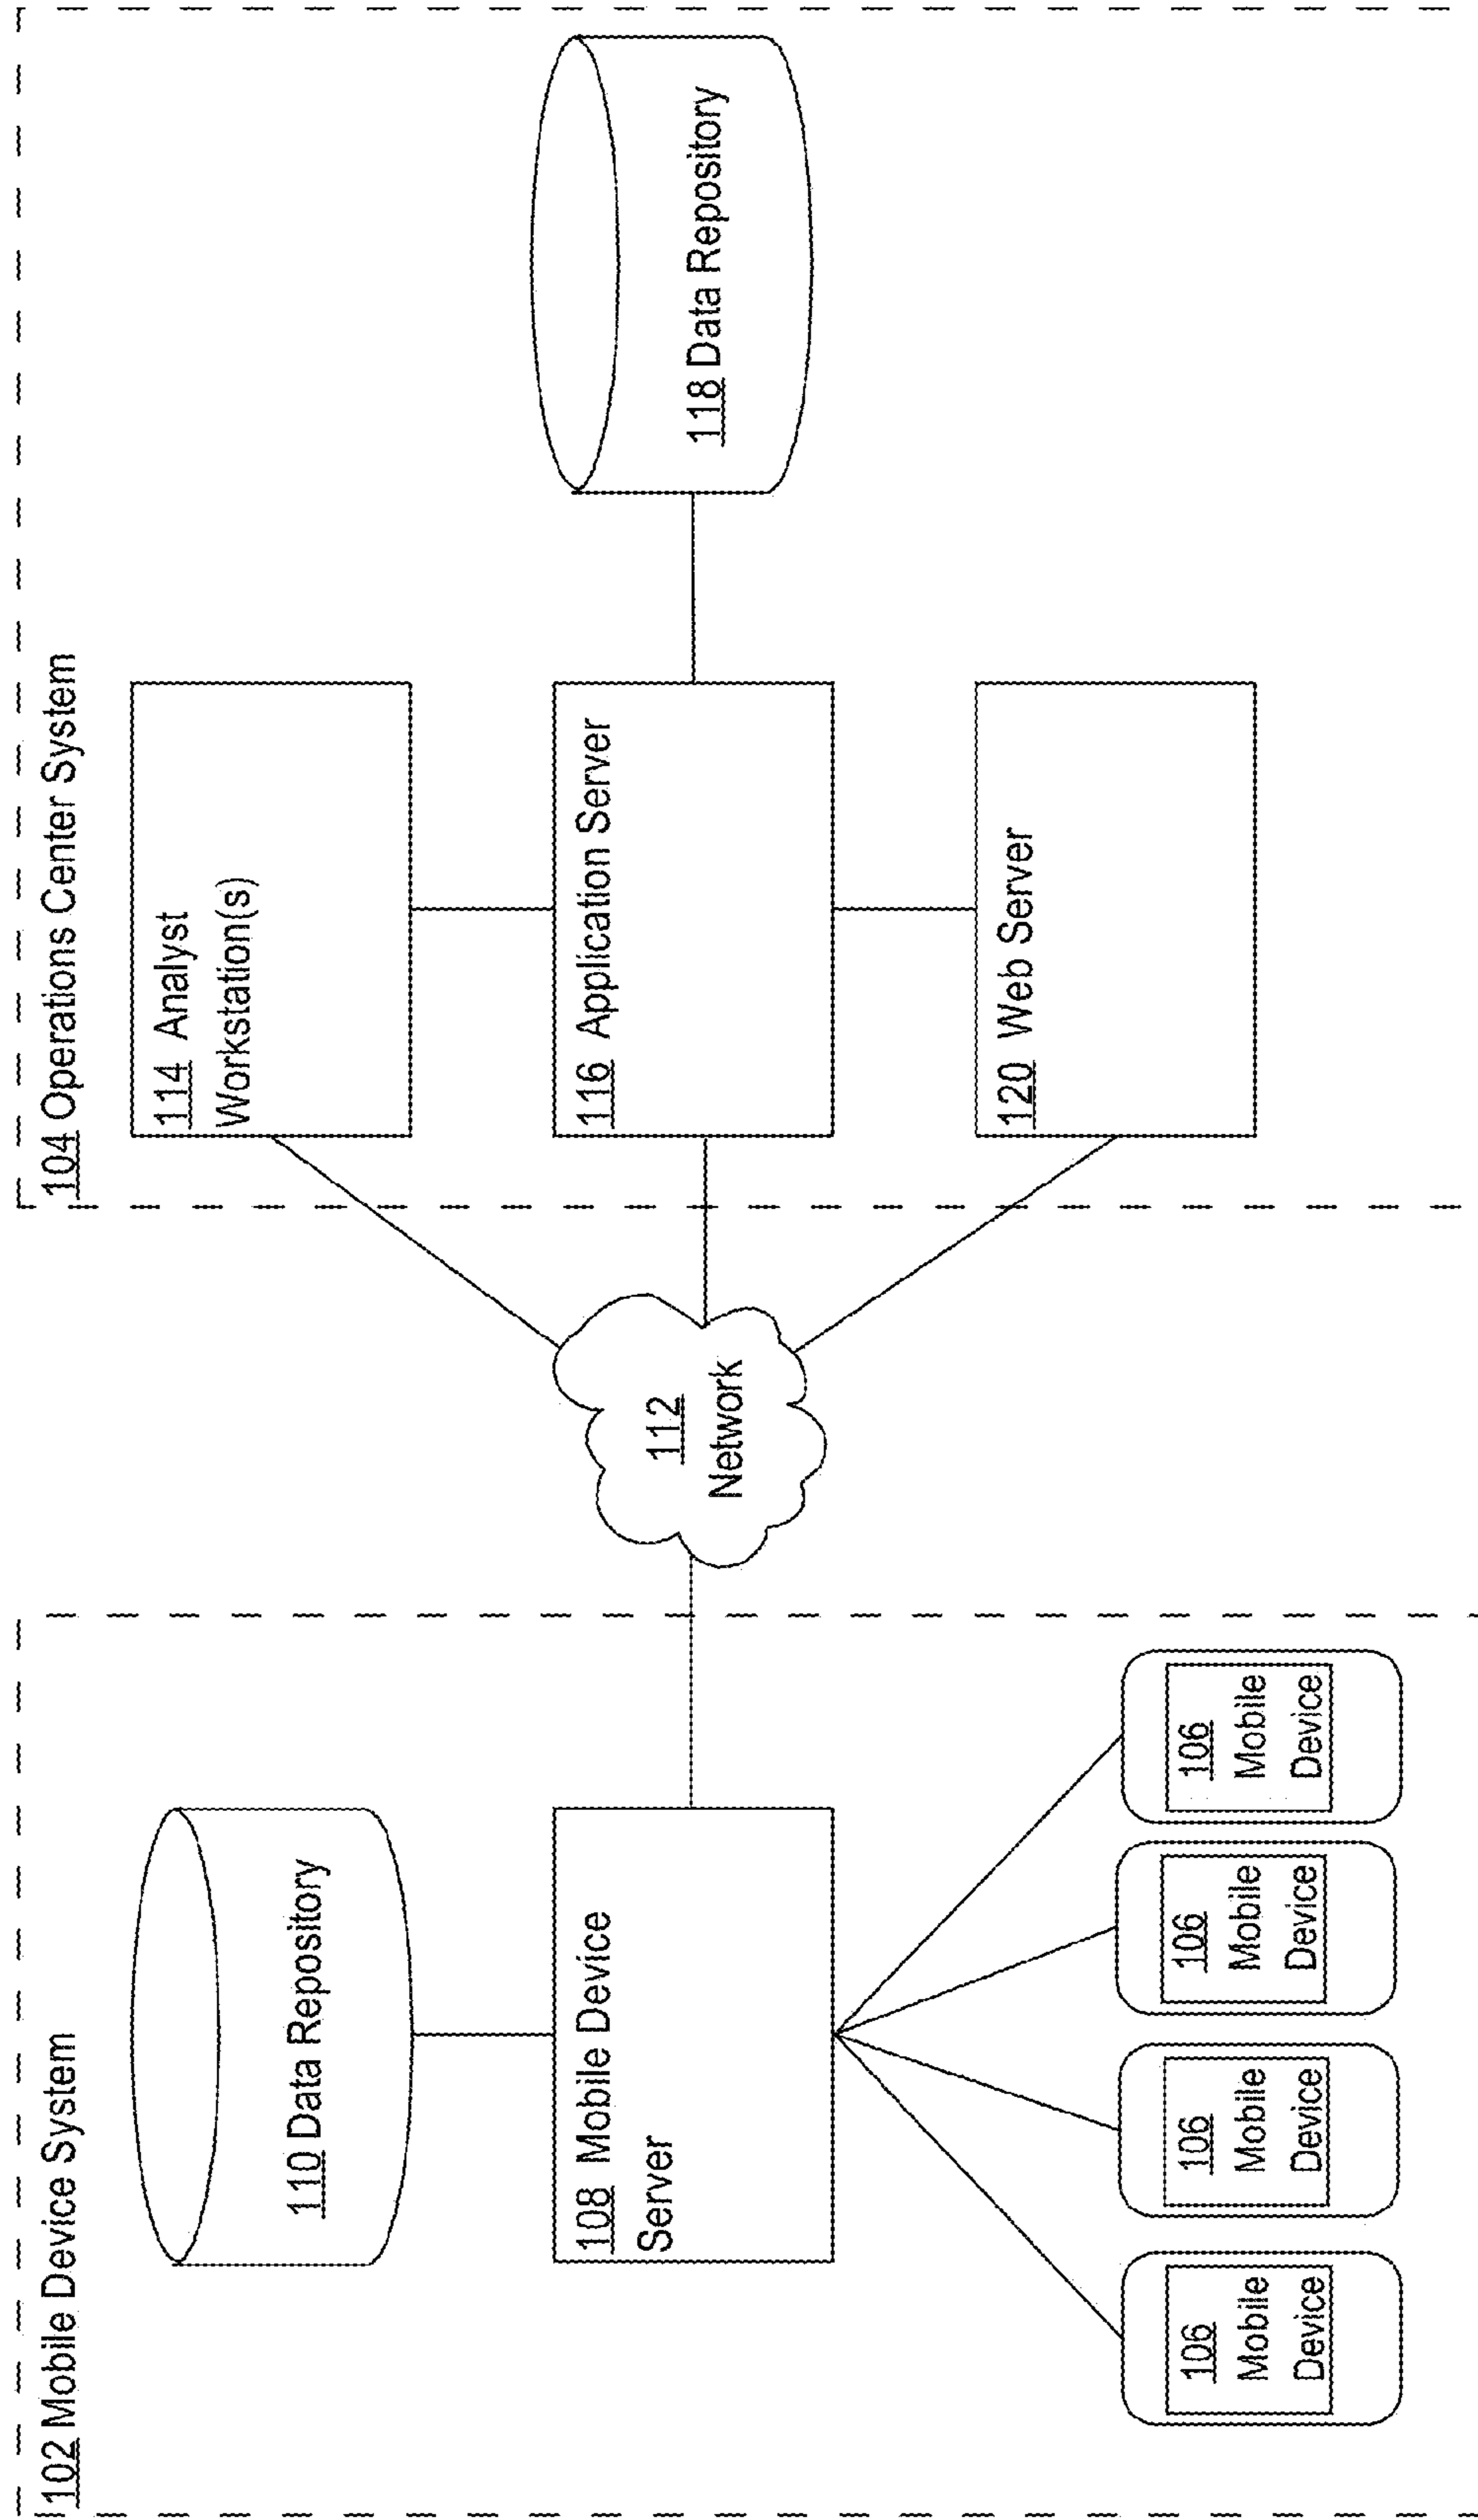 102 Mobile Device System
110 Data Repository
108 Mobile Device
Server
106
Mobile
Device
106
Mobile
Device
106
Mobile
Device
106
Mobile
Device
112
Network
104 Operations Center System
114 Analyst
Workstation(s)
116 Application Server
120 Web Server
118 Data Repository